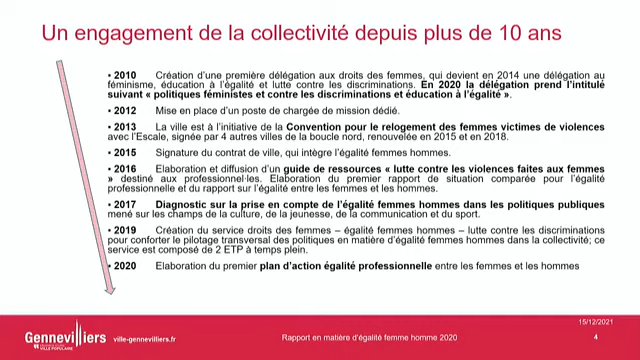 Un engagement de la collectivité depuis plus de 10 ans
• 2010 Création d'une première délégation aux droits des femmes, qui devient en 2014 une délégation au
féminisme, éducation à l'égalité et lutte contre les discriminations. En 2020 la délégation prend l'intitulé
suivant « politiques féministes et contre les discriminations et éducation à l'égalité ».
• 2012 Mise en place d'un poste de chargée de mission dédié.
• 2013 La ville est à l'initiative de la Convention pour le relogement des femmes victimes de violences
avec l'Escale, signée par 4 autres villes de la boucle nord, renouvelée en 2015 et en 2018.
• 2015 Signature du contrat de ville, qui intègre l'égalité femmes hommes.
• 2016 Elaboration et diffusion d'un guide de ressources « lutte contre les violences faites aux femmes
» destiné aux professionnel·les. Elaboration du premier rapport de situation comparée pour l'égalité
professionnelle et du rapport sur l'égalité entre les femmes et les hommes.
• 2017 Diagnostic sur la prise en compte de l'égalité femmes hommes dans les politiques publiques
mené sur les champs de la culture, de la jeunesse, de la communication et du sport.
• 2019 Création du service droits des femmes – égalité femmes hommes – lutte contre les discriminations
pour conforter le pilotage transversal des politiques en matière d'égalité femmes hommes dans la collectivité; ce
service est composé de 2 ETP à temps plein.
• 2020 Elaboration du premier plan d'action égalité professionnelle entre les femmes et les hommes
15/12/2021
Gennevilliers
VILLE POPULAIRE
ville-gennevilliers.fr
Rapport en matière d'égalité femme homme 2020
4